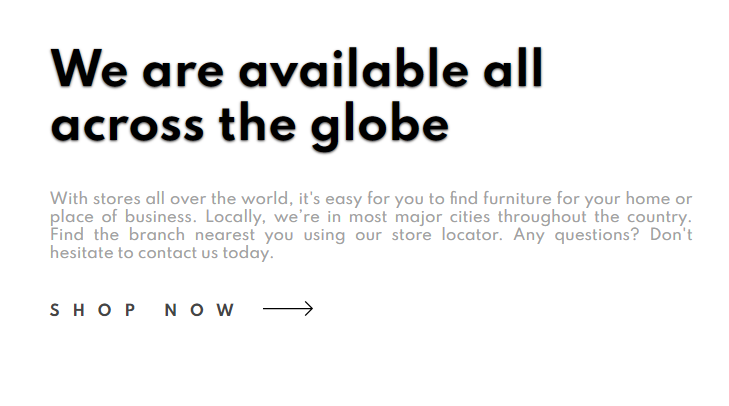 We are available all
across the globe
With stores all over the world, it's easy for you to find furniture for your home or
place of business. Locally, we're in most major cities throughout the country.
Find the branch nearest you using our store locator. Any questions? Don't
hesitate to contact us today.
SHOP NOW